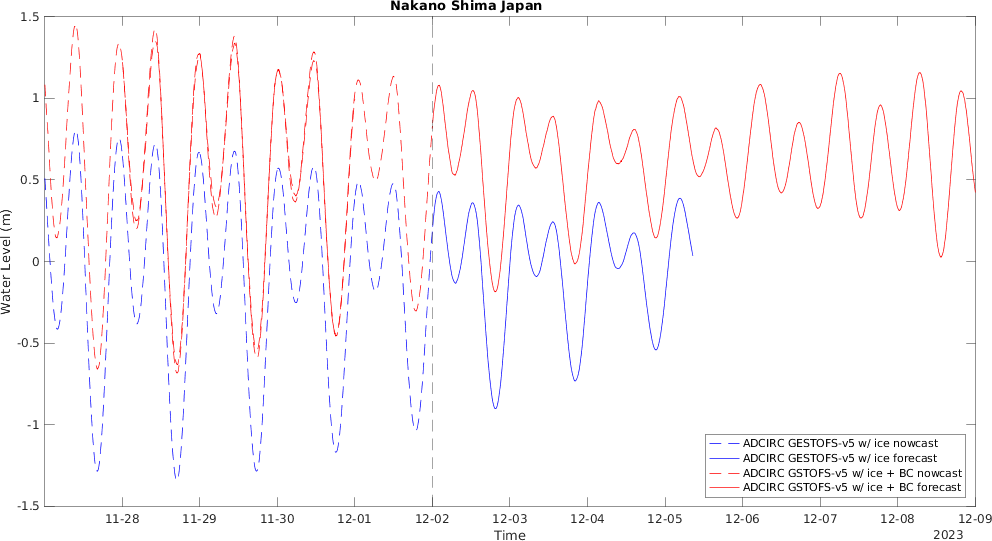 Nakano Shima Japan
Water Level (m)
1.5
1
0.5
0
-0.5
-1
-1.5
11-28
11-29
11-30
12-01
12-02
12-03
12-04
12-05
12-06
12-07
12-08
12-09
Time
2023
ADCIRC GESTOFS-v5 w/ ice nowcast
ADCIRC GESTOFS-v5 w/ ice forecast
ADCIRC GSTOFS-v5 w/ ice + BC nowcast
ADCIRC GSTOFS-v5 w/ ice + BC forecast